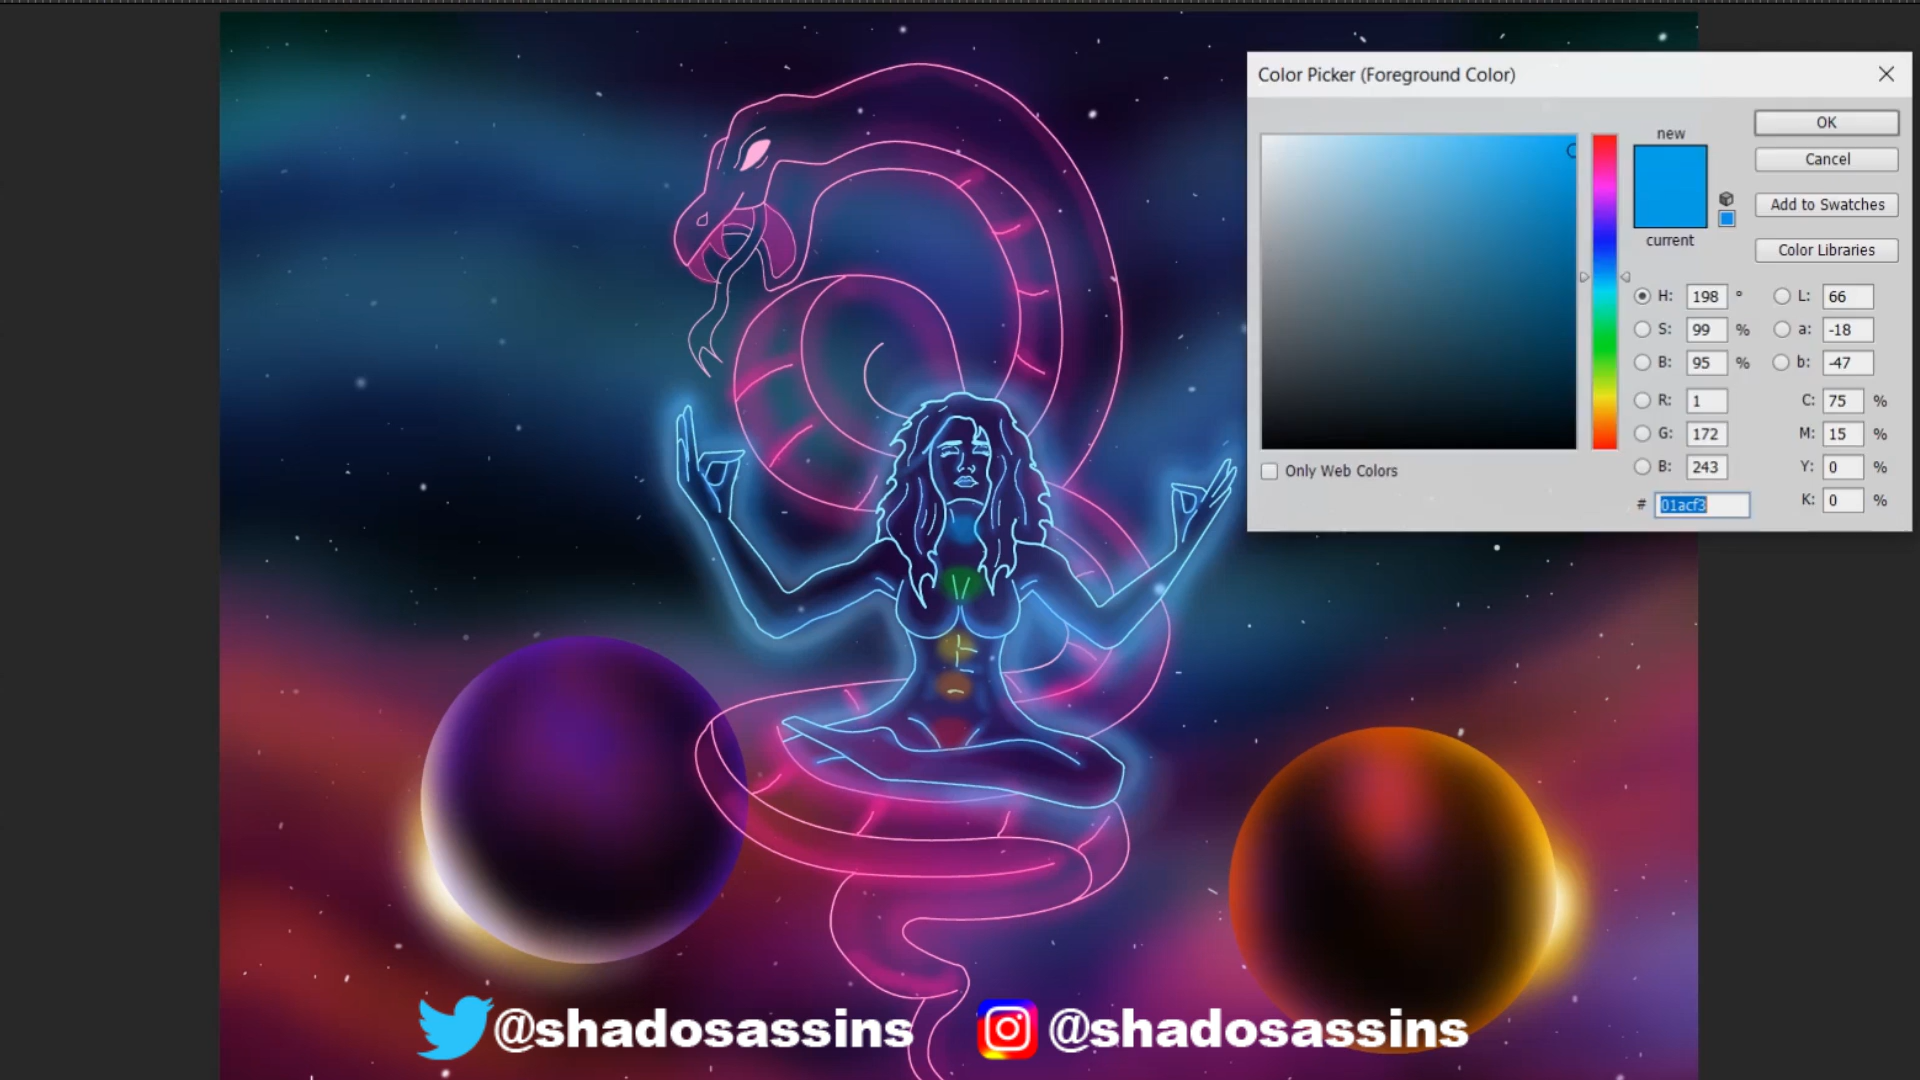 Color Picker (Foreground Color)
new
current
OK
Cancel
Add to Swatches
Color Libraries
H: 198 ° L: 66
S: 99 % a: -18
B: 95 % b: -47
R: 1 C: 75 %
G: 172 M: 15 %
B: 243 Y: 0 %
# 01acf3 K: 0 %
Only Web Colors
@shadosassins @shadosassins